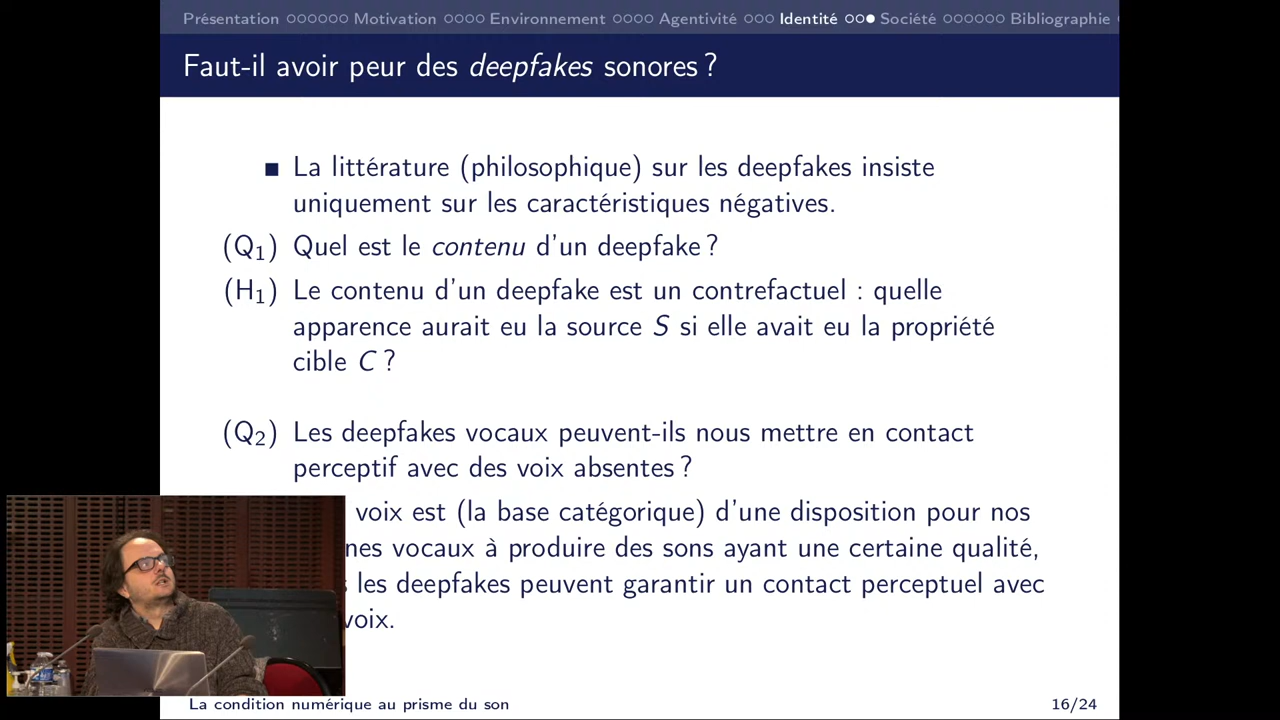 Présentation Motivation Environnement Agentivité Identité Société Bibliographie
Faut-il avoir peur des deepfakes sonores ?
La littérature (philosophique) sur les deepfakes insiste
uniquement sur les caractéristiques négatives.
(Q1) Quel est le contenu d'un deepfake ?
(H1) Le contenu d'un deepfake est un contrefactuel : quelle
apparence aurait eu la source S si elle avait eu la propriété
cible C ?
(Q2) Les deepfakes vocaux peuvent-ils nous mettre en contact
perceptif avec des voix absentes ?
voix est (la base catégorique) d'une disposition pour nos
nes vocaux à produire des sons ayant une certaine qualité,
les deepfakes peuvent garantir un contact perceptuel avec
voix.
La condition numérique au prisme du son 16/24